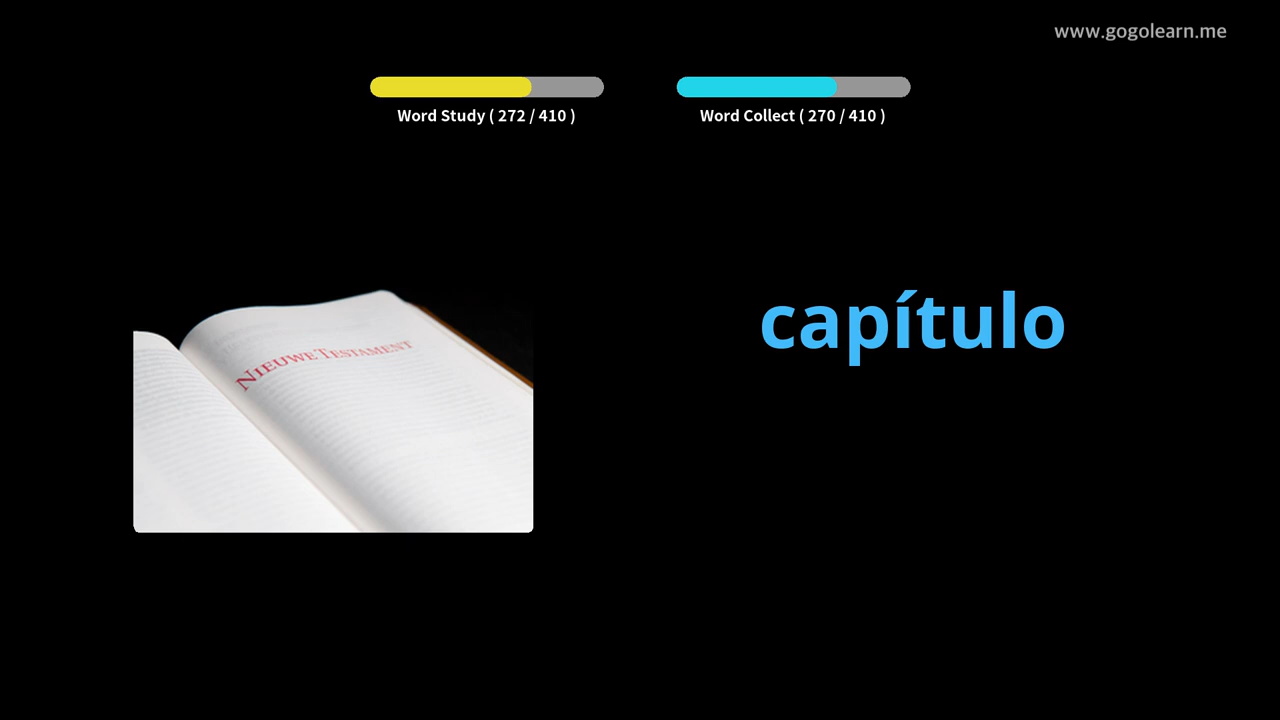 www.gogolearn.me
Word Study ( 272 / 410 )
Word Collect ( 270 / 410 )
capítulo
NIEUWE TESTAMENT